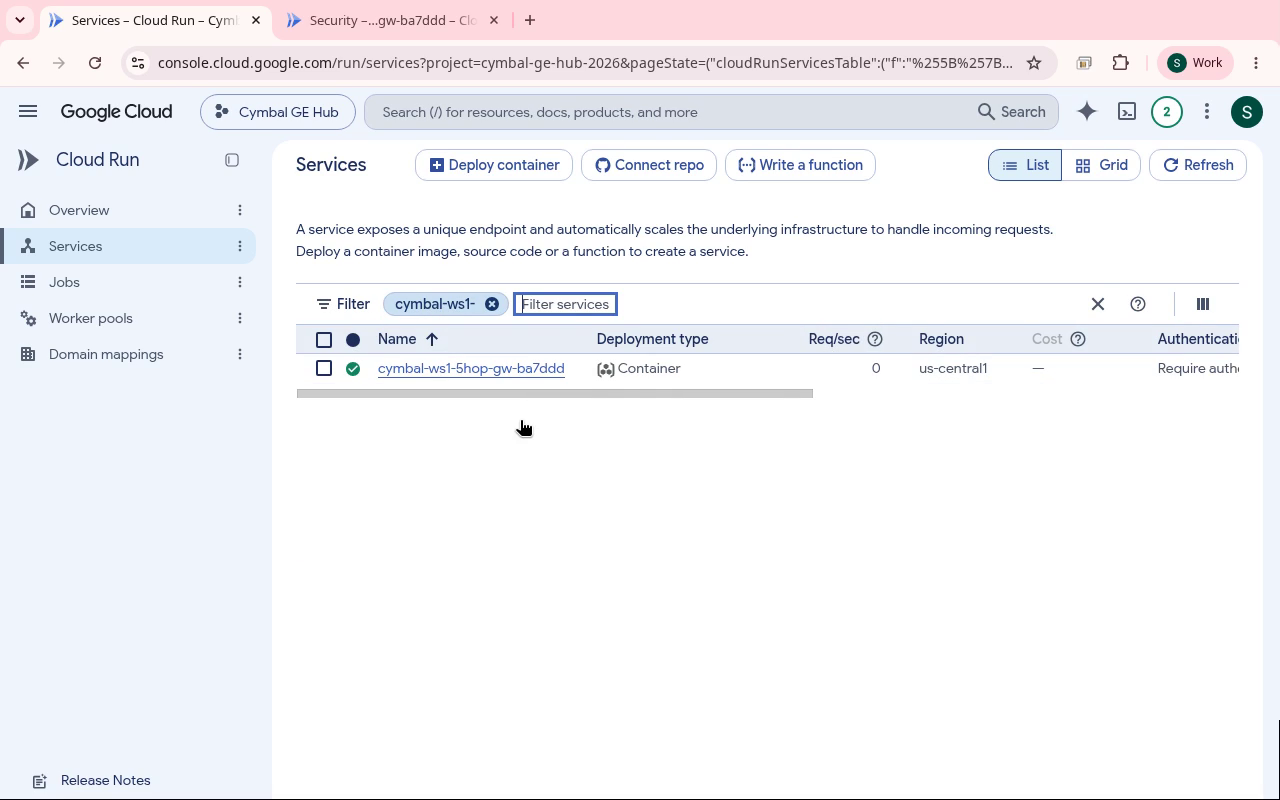 Services – Cloud Run – Cymb
Security –...gw-ba7ddd – Clo
console.cloud.google.com/run/services?project=cymbal-ge-hub-2026&pageState=("cloudRunServicesTable":("f":"%255B%257B...
S Work
Google Cloud
Cymbal GE Hub
Search (/) for resources, docs, products, and more
Search
2
S
Cloud Run
Overview
Services
Jobs
Worker pools
Domain mappings
Release Notes
Services
Deploy container
Connect repo
Write a function
List
Grid
Refresh
A service exposes a unique endpoint and automatically scales the underlying infrastructure to handle incoming requests.
Deploy a container image, source code or a function to create a service.
Filter
cymbal-ws1-
Filter services
Name Deployment type Req/sec Region Cost Authenticatio
cymbal-ws1-5hop-gw-ba7ddd Container 0 us-central1 — Require authe